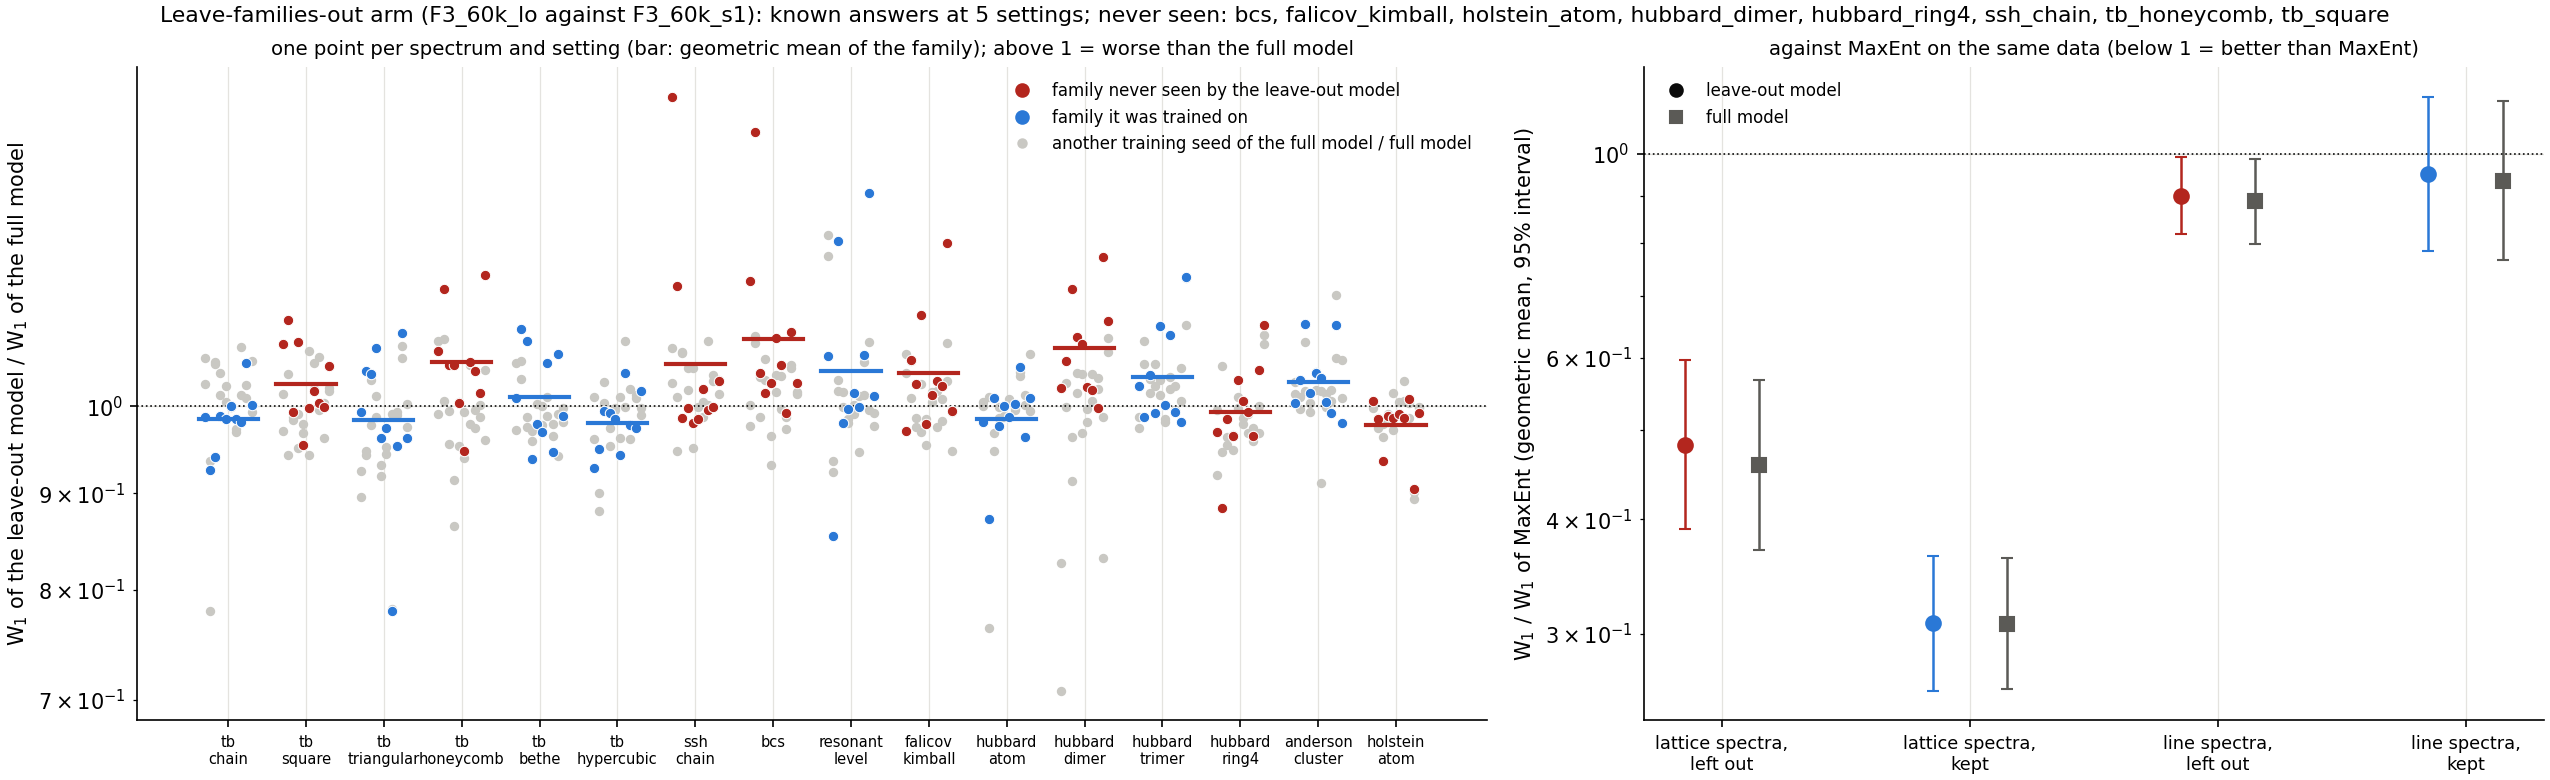 Leave-families-out arm (F3_60k_lo against F3_60k_s1): known answers at 5 settings; never seen: bcs, falicov_kimball, holstein_atom, hubbard_dimer, hubbard_ring4, ssh_chain, tb_honeycomb, tb_square
one point per spectrum and setting (bar: geometric mean of the family); above 1 = worse than the full model
W₁ of the leave-out model / W₁ of the full model
10⁰
9 × 10⁻¹
8 × 10⁻¹
7 × 10⁻¹
family never seen by the leave-out model
family it was trained on
another training seed of the full model / full model
tb chain
tb square
tb triangular
tb honeycomb
tb bethe
tb hypercubic
ssh chain
bcs
resonant level
falicov kimball
hubbard atom
hubbard dimer
hubbard trimer
hubbard ring4
anderson cluster
holstein atom
against MaxEnt on the same data (below 1 = better than MaxEnt)
W₁ / W₁ of MaxEnt (geometric mean, 95% interval)
10⁰
6 × 10⁻¹
4 × 10⁻¹
3 × 10⁻¹
leave-out model
full model
lattice spectra, left out
lattice spectra, kept
line spectra, left out
line spectra, kept